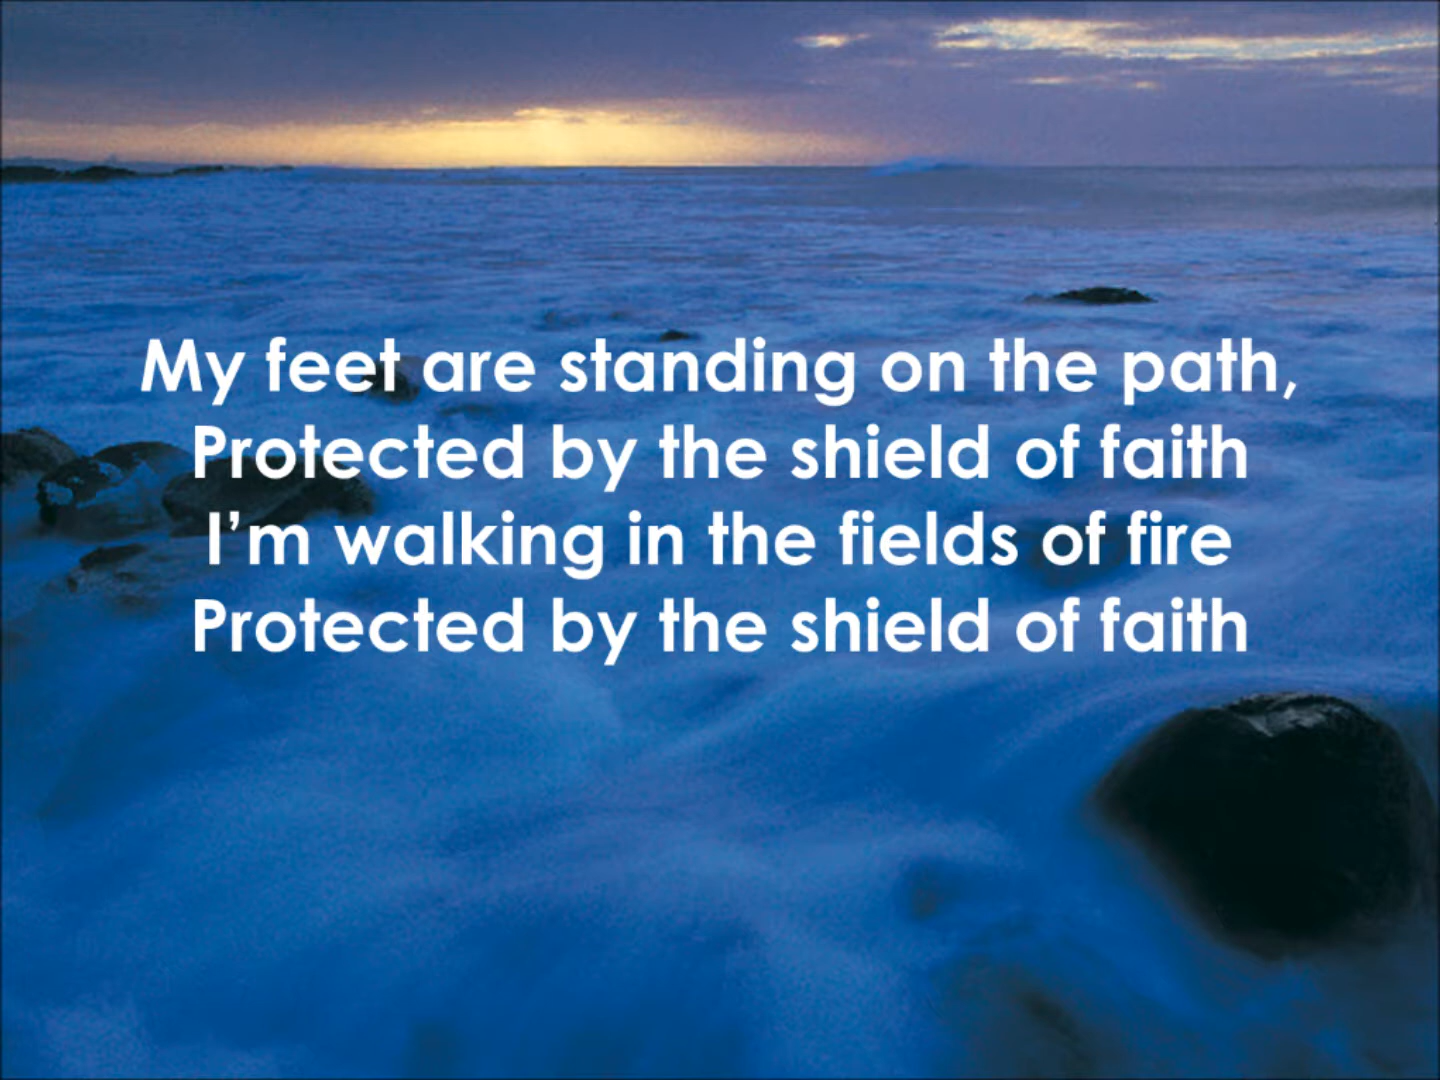 My feet are standing on the path,
Protected by the shield of faith
I’m walking in the fields of fire
Protected by the shield of faith